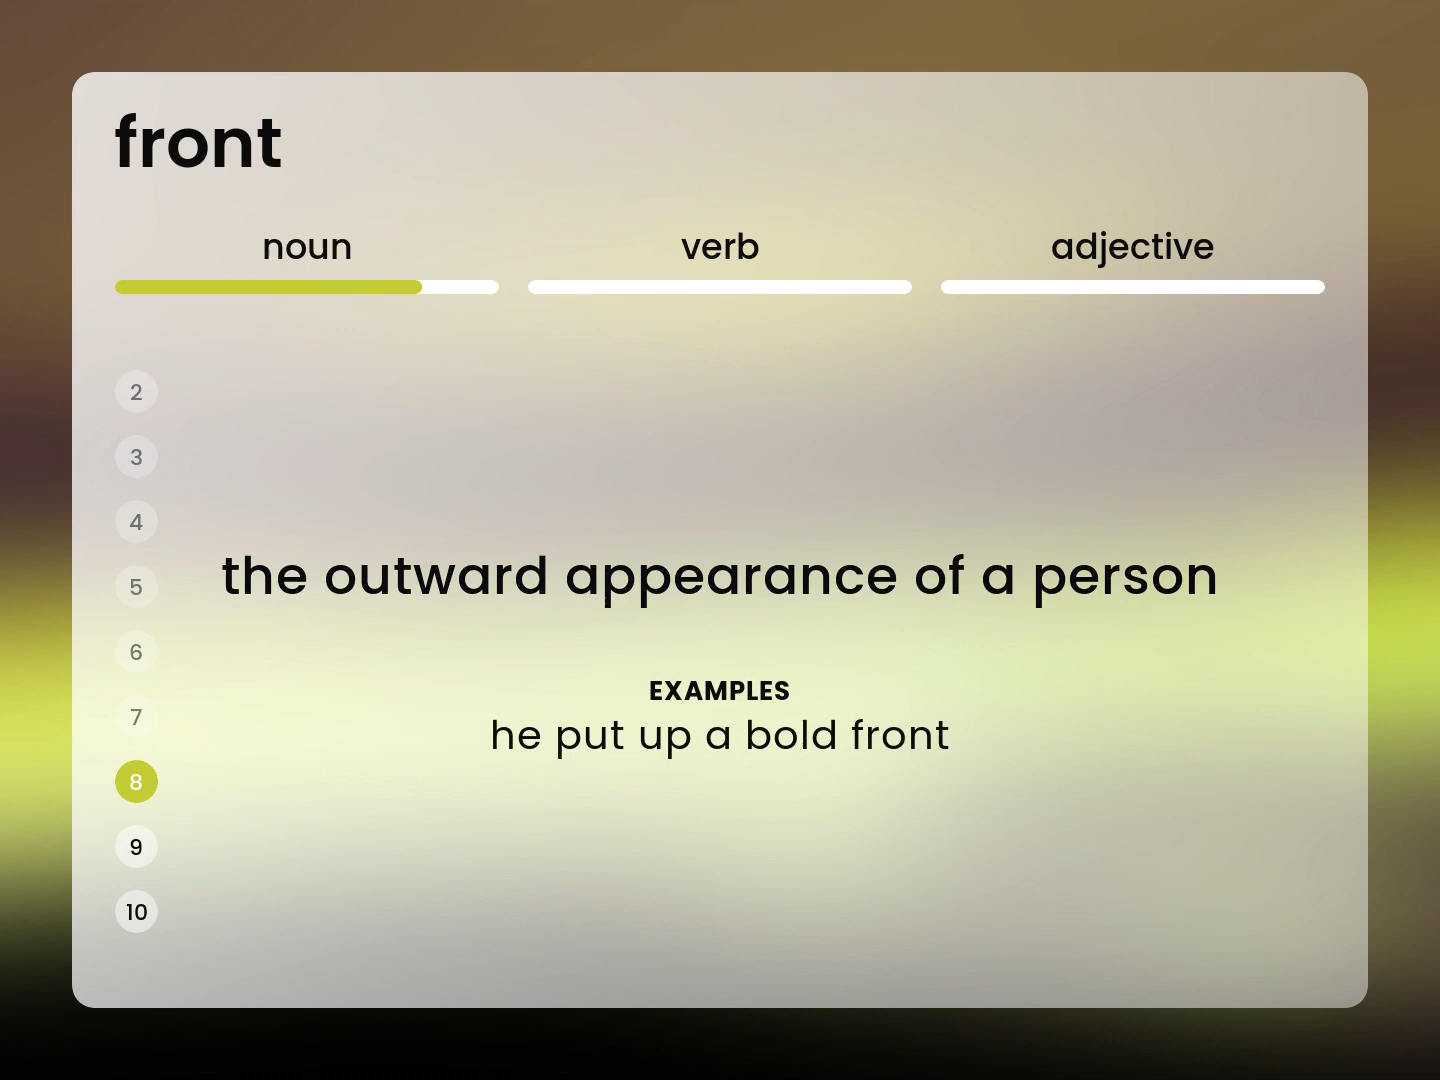 front
noun
verb
adjective
2
3
4
5
6
7
8
9
10
the outward appearance of a person
EXAMPLES
he put up a bold front